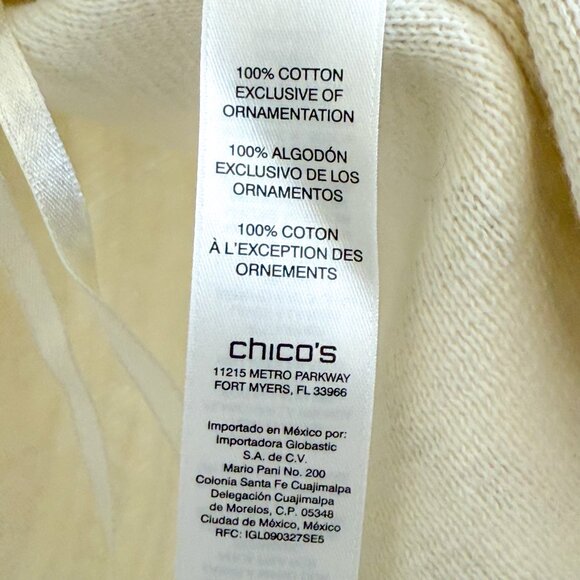 100% COTTON
EXCLUSIVE OF
ORNAMENTATION
100% ALGODÓN
EXCLUSIVO DE LOS
ORNAMENTOS
100% COTON
À L'EXCEPTION DES
ORNEMENTS
chico's
11215 METRO PARKWAY
FORT MYERS, FL 33966
Importado en México por:
Importadora Globastic
S.A. de C.V.
Mario Pani No. 200
Colonia Santa Fe Cuajimalpa
Delegación Cuajimalpa
de Morelos, C.P. 05348
Ciudad de México, México
RFC: IGL090327SE5